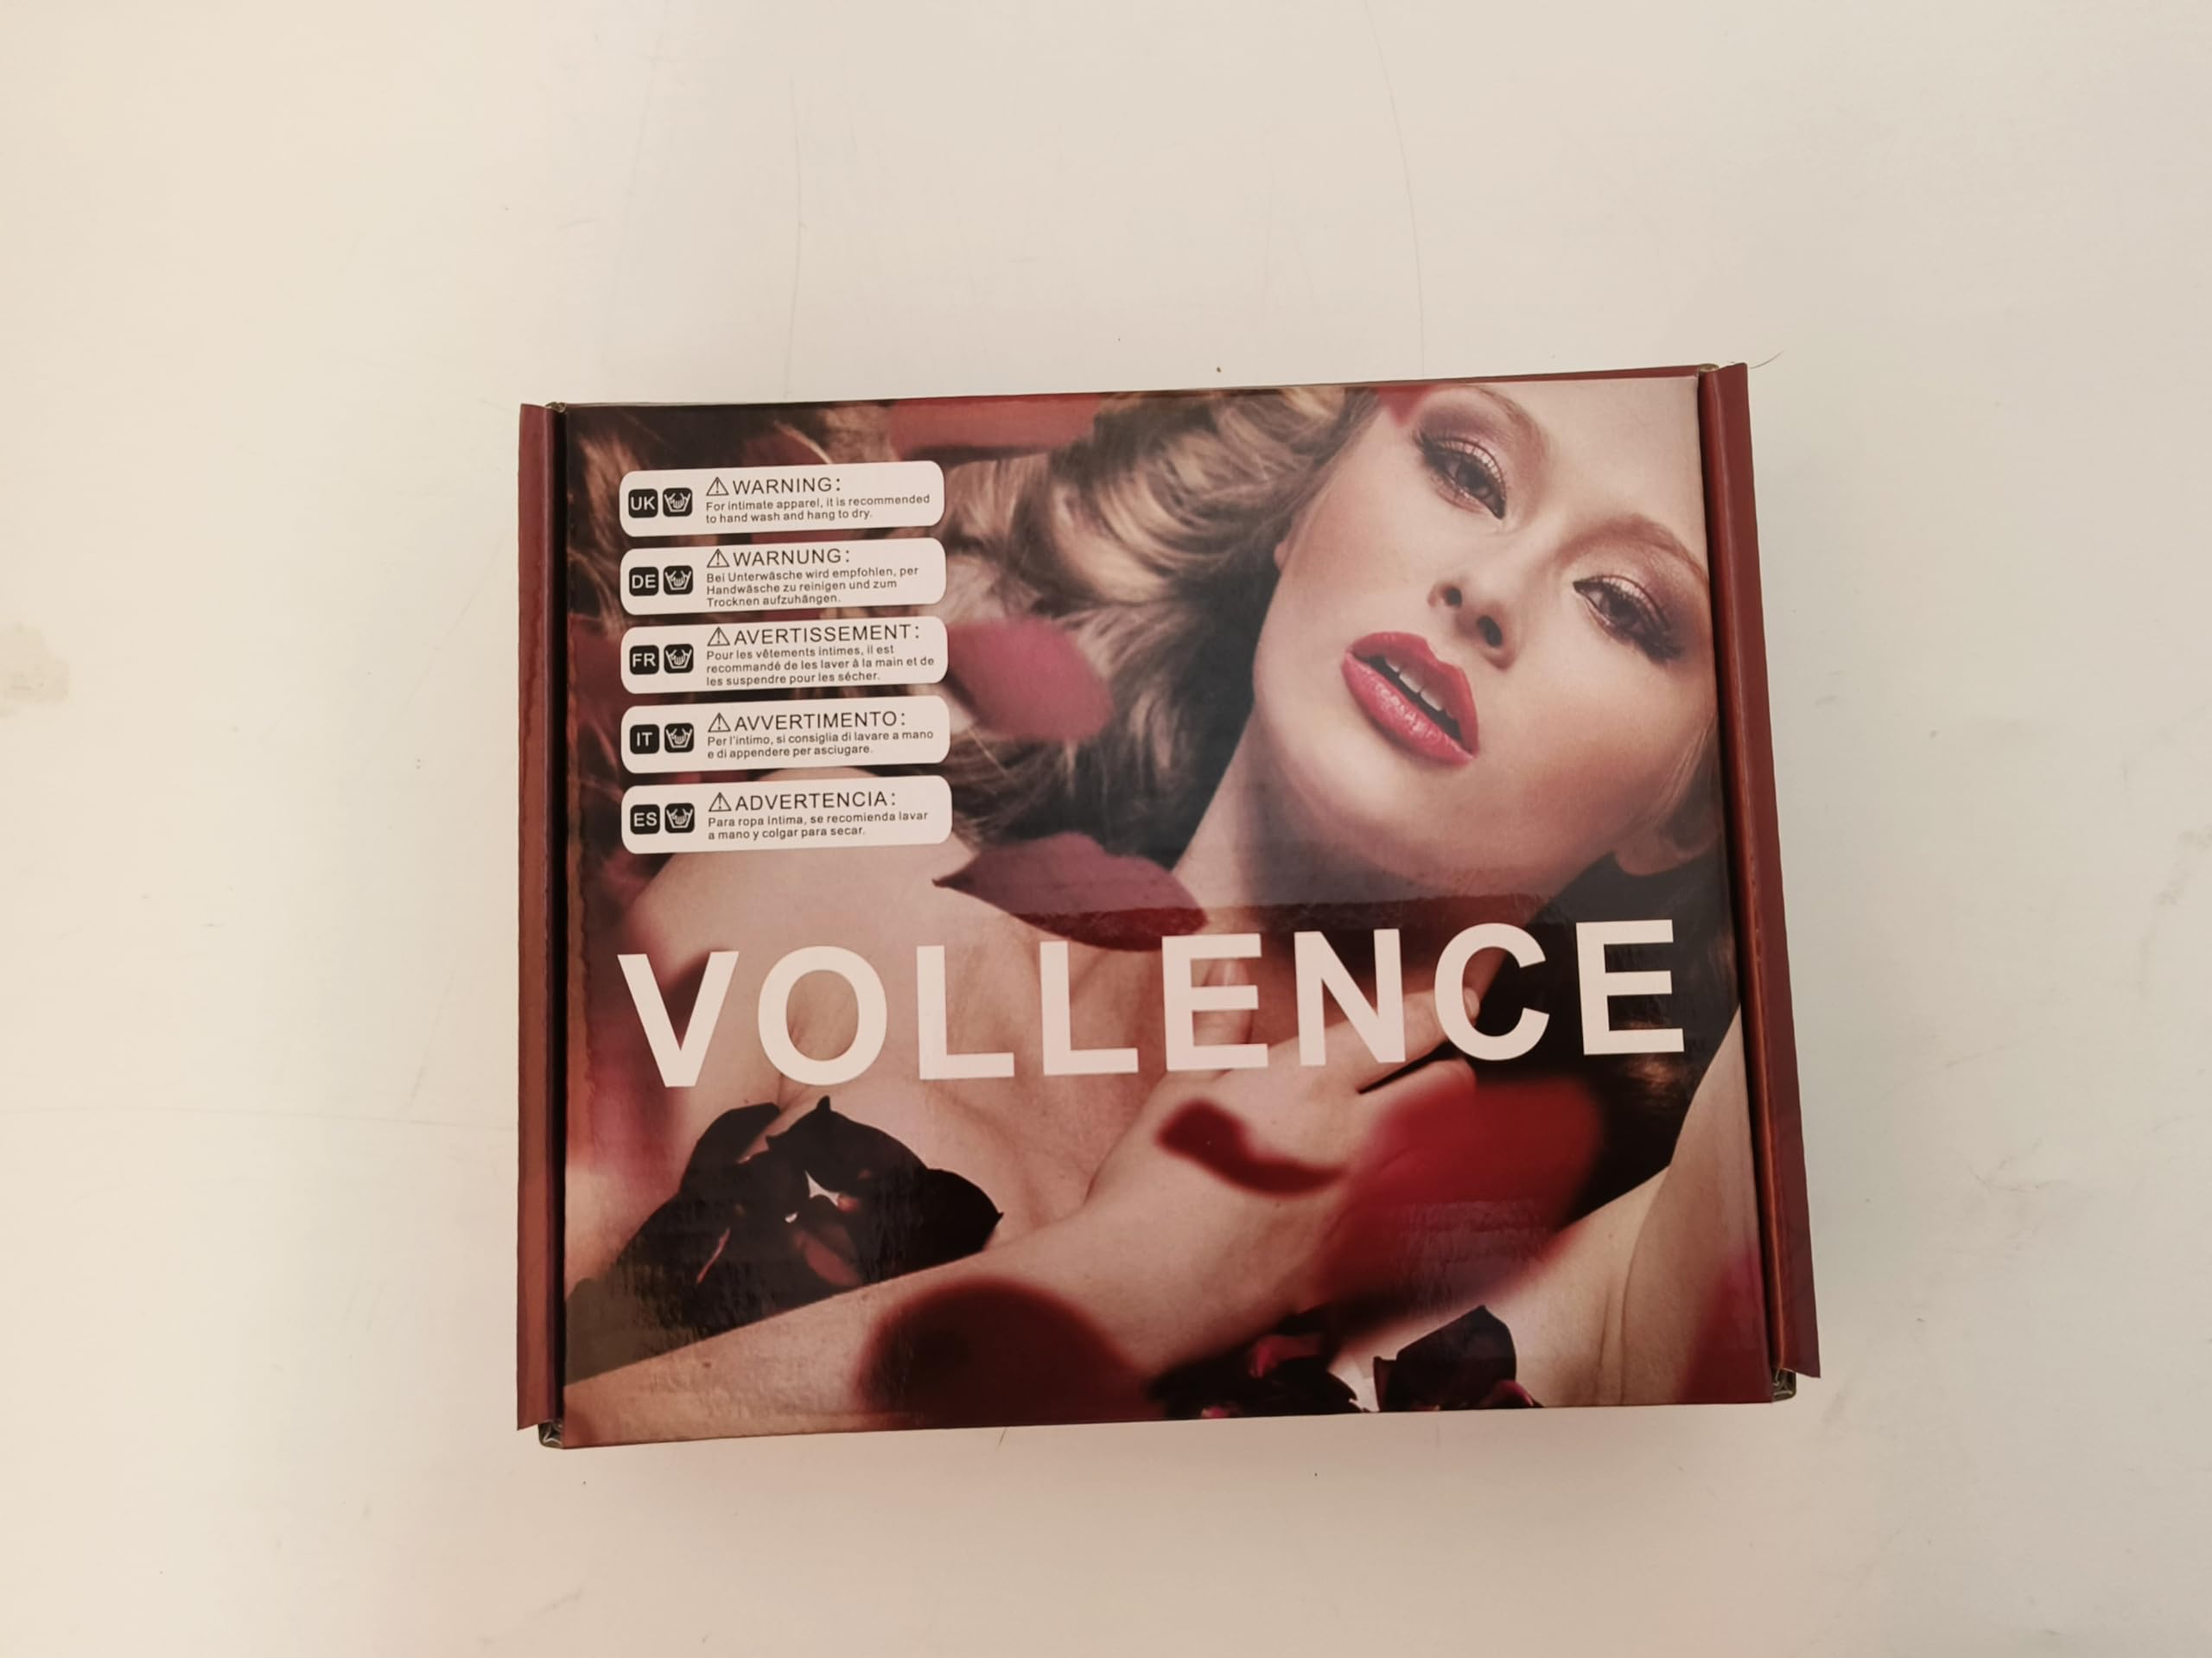 UK
⚠WARNING:
For intimate apparel, it is recommended
to hand wash and hang to dry.
DE
⚠WARNUNG:
Bei Unterwäsche wird empfohlen, per
Handwäsche zu reinigen und zum
Trocknen aufzuhängen.
FR
⚠AVERTISSEMENT:
Pour les vêtements intimes, il est
recommandé de les laver à la main et de
les suspendre pour les sécher.
IT
⚠AVVERTIMENTO:
Per l'intimo, si consiglia di lavare a mano
e di appendere per asciugare.
ES
⚠ADVERTENCIA:
Para ropa íntima, se recomienda lavar
a mano y colgar para secar.
VOLLENCE